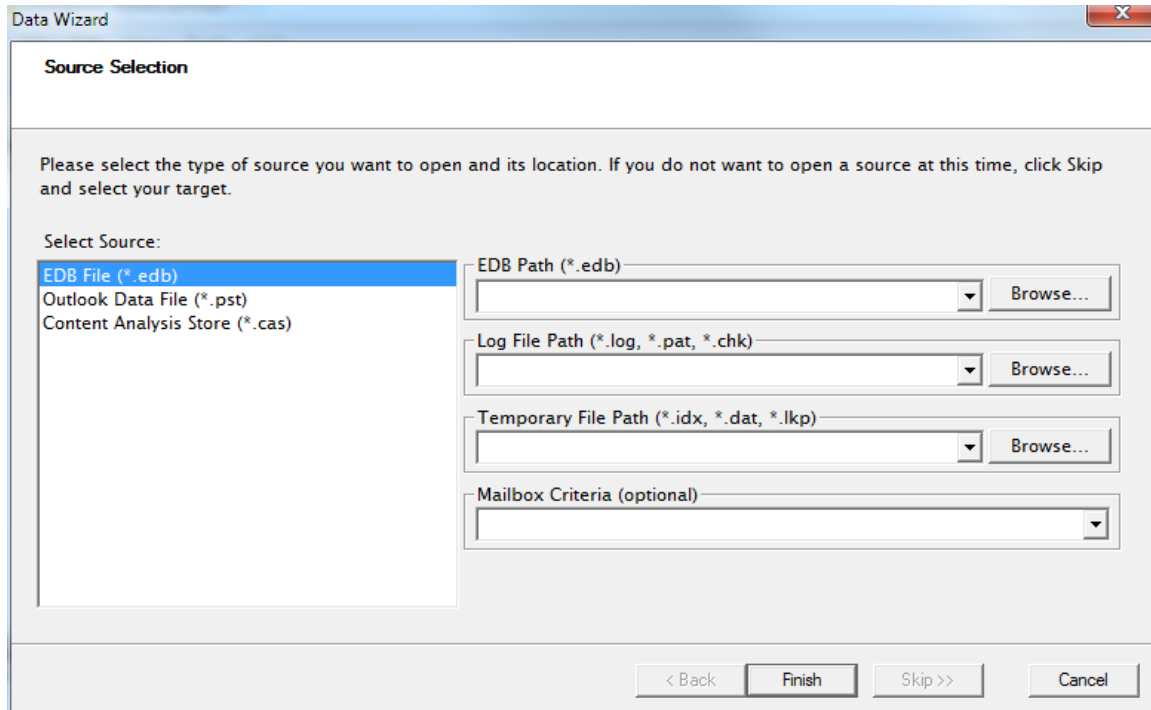 Data Wizard
Source Selection
Please select the type of source you want to open and its location. If you do not want to open a source at this time, click Skip
and select your target.
Select Source:
EDB File (*.edb)
Outlook Data File (*.pst)
Content Analysis Store (*.cas)
EDB Path (*.edb)
Browse...
Log File Path (*.log, *.pat, *.chk)
Browse...
Temporary File Path (*.idx, *.dat, *.lkp)
Browse...
Mailbox Criteria (optional)
< Back Finish Skip >> Cancel